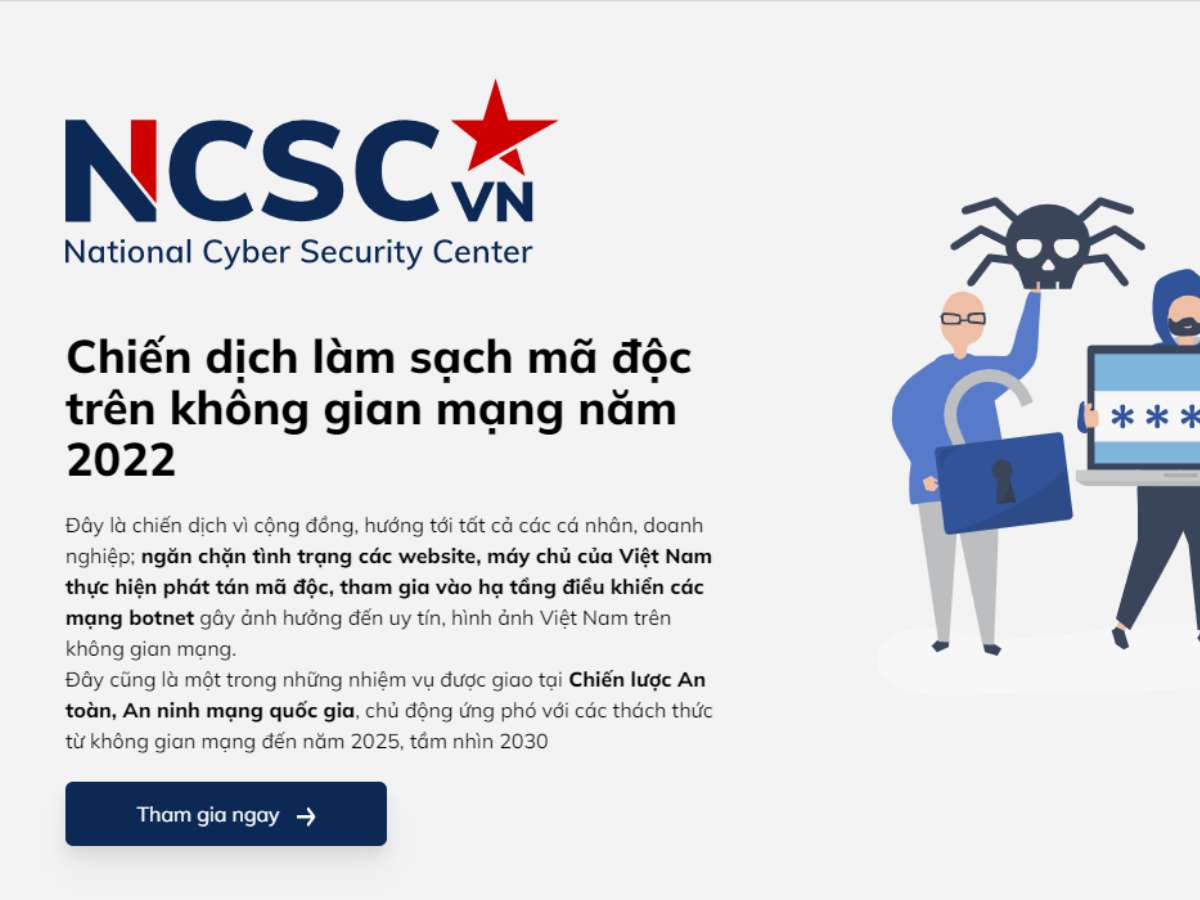 NCSC VN
National Cyber Security Center
Chiến dịch làm sạch mã độc
trên không gian mạng năm
2022
Đây là chiến dịch vì cộng đồng, hướng tới tất cả các cá nhân, doanh
nghiệp; ngăn chặn tình trạng các website, máy chủ của Việt Nam
thực hiện phát tán mã độc, tham gia vào hạ tầng điều khiển các
mạng botnet gây ảnh hưởng đến uy tín, hình ảnh Việt Nam trên
không gian mạng.
Đây cũng là một trong những nhiệm vụ được giao tại Chiến lược An
toàn, An ninh mạng quốc gia, chủ động ứng phó với các thách thức
từ không gian mạng đến năm 2025, tầm nhìn 2030
Tham gia ngay →
***